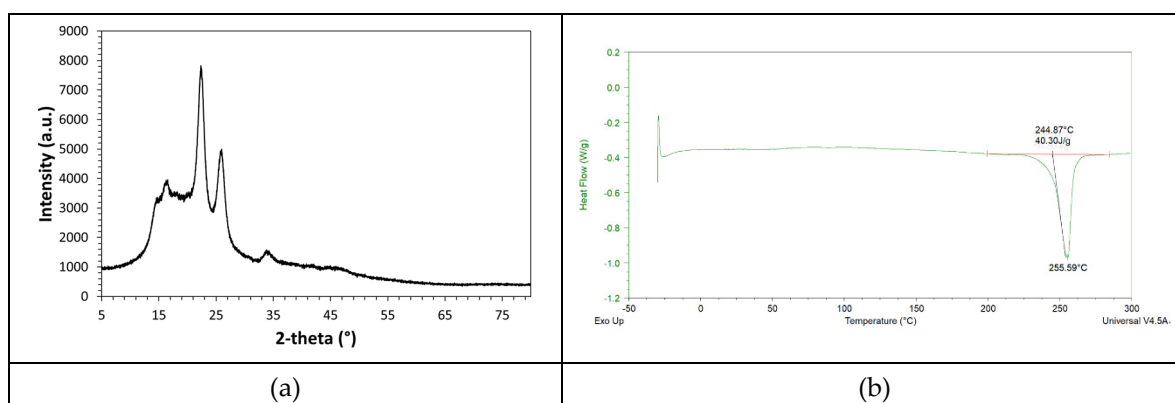 9000
8000
7000
6000
5000
4000
3000
2000
1000
0
Intensity (a.u.)
5 15 25 35 45 55 65 75
2-theta (°)
(a)
0.2
0.0
-0.2
-0.4
-0.6
-0.8
-1.0
-1.2
Heat Flow (W/g)
244.87°C
40.30J/g
255.59°C
-50 0 50 100 150 200 250 300
Exo Up Temperature (°C) Universal V4.5A
(b)